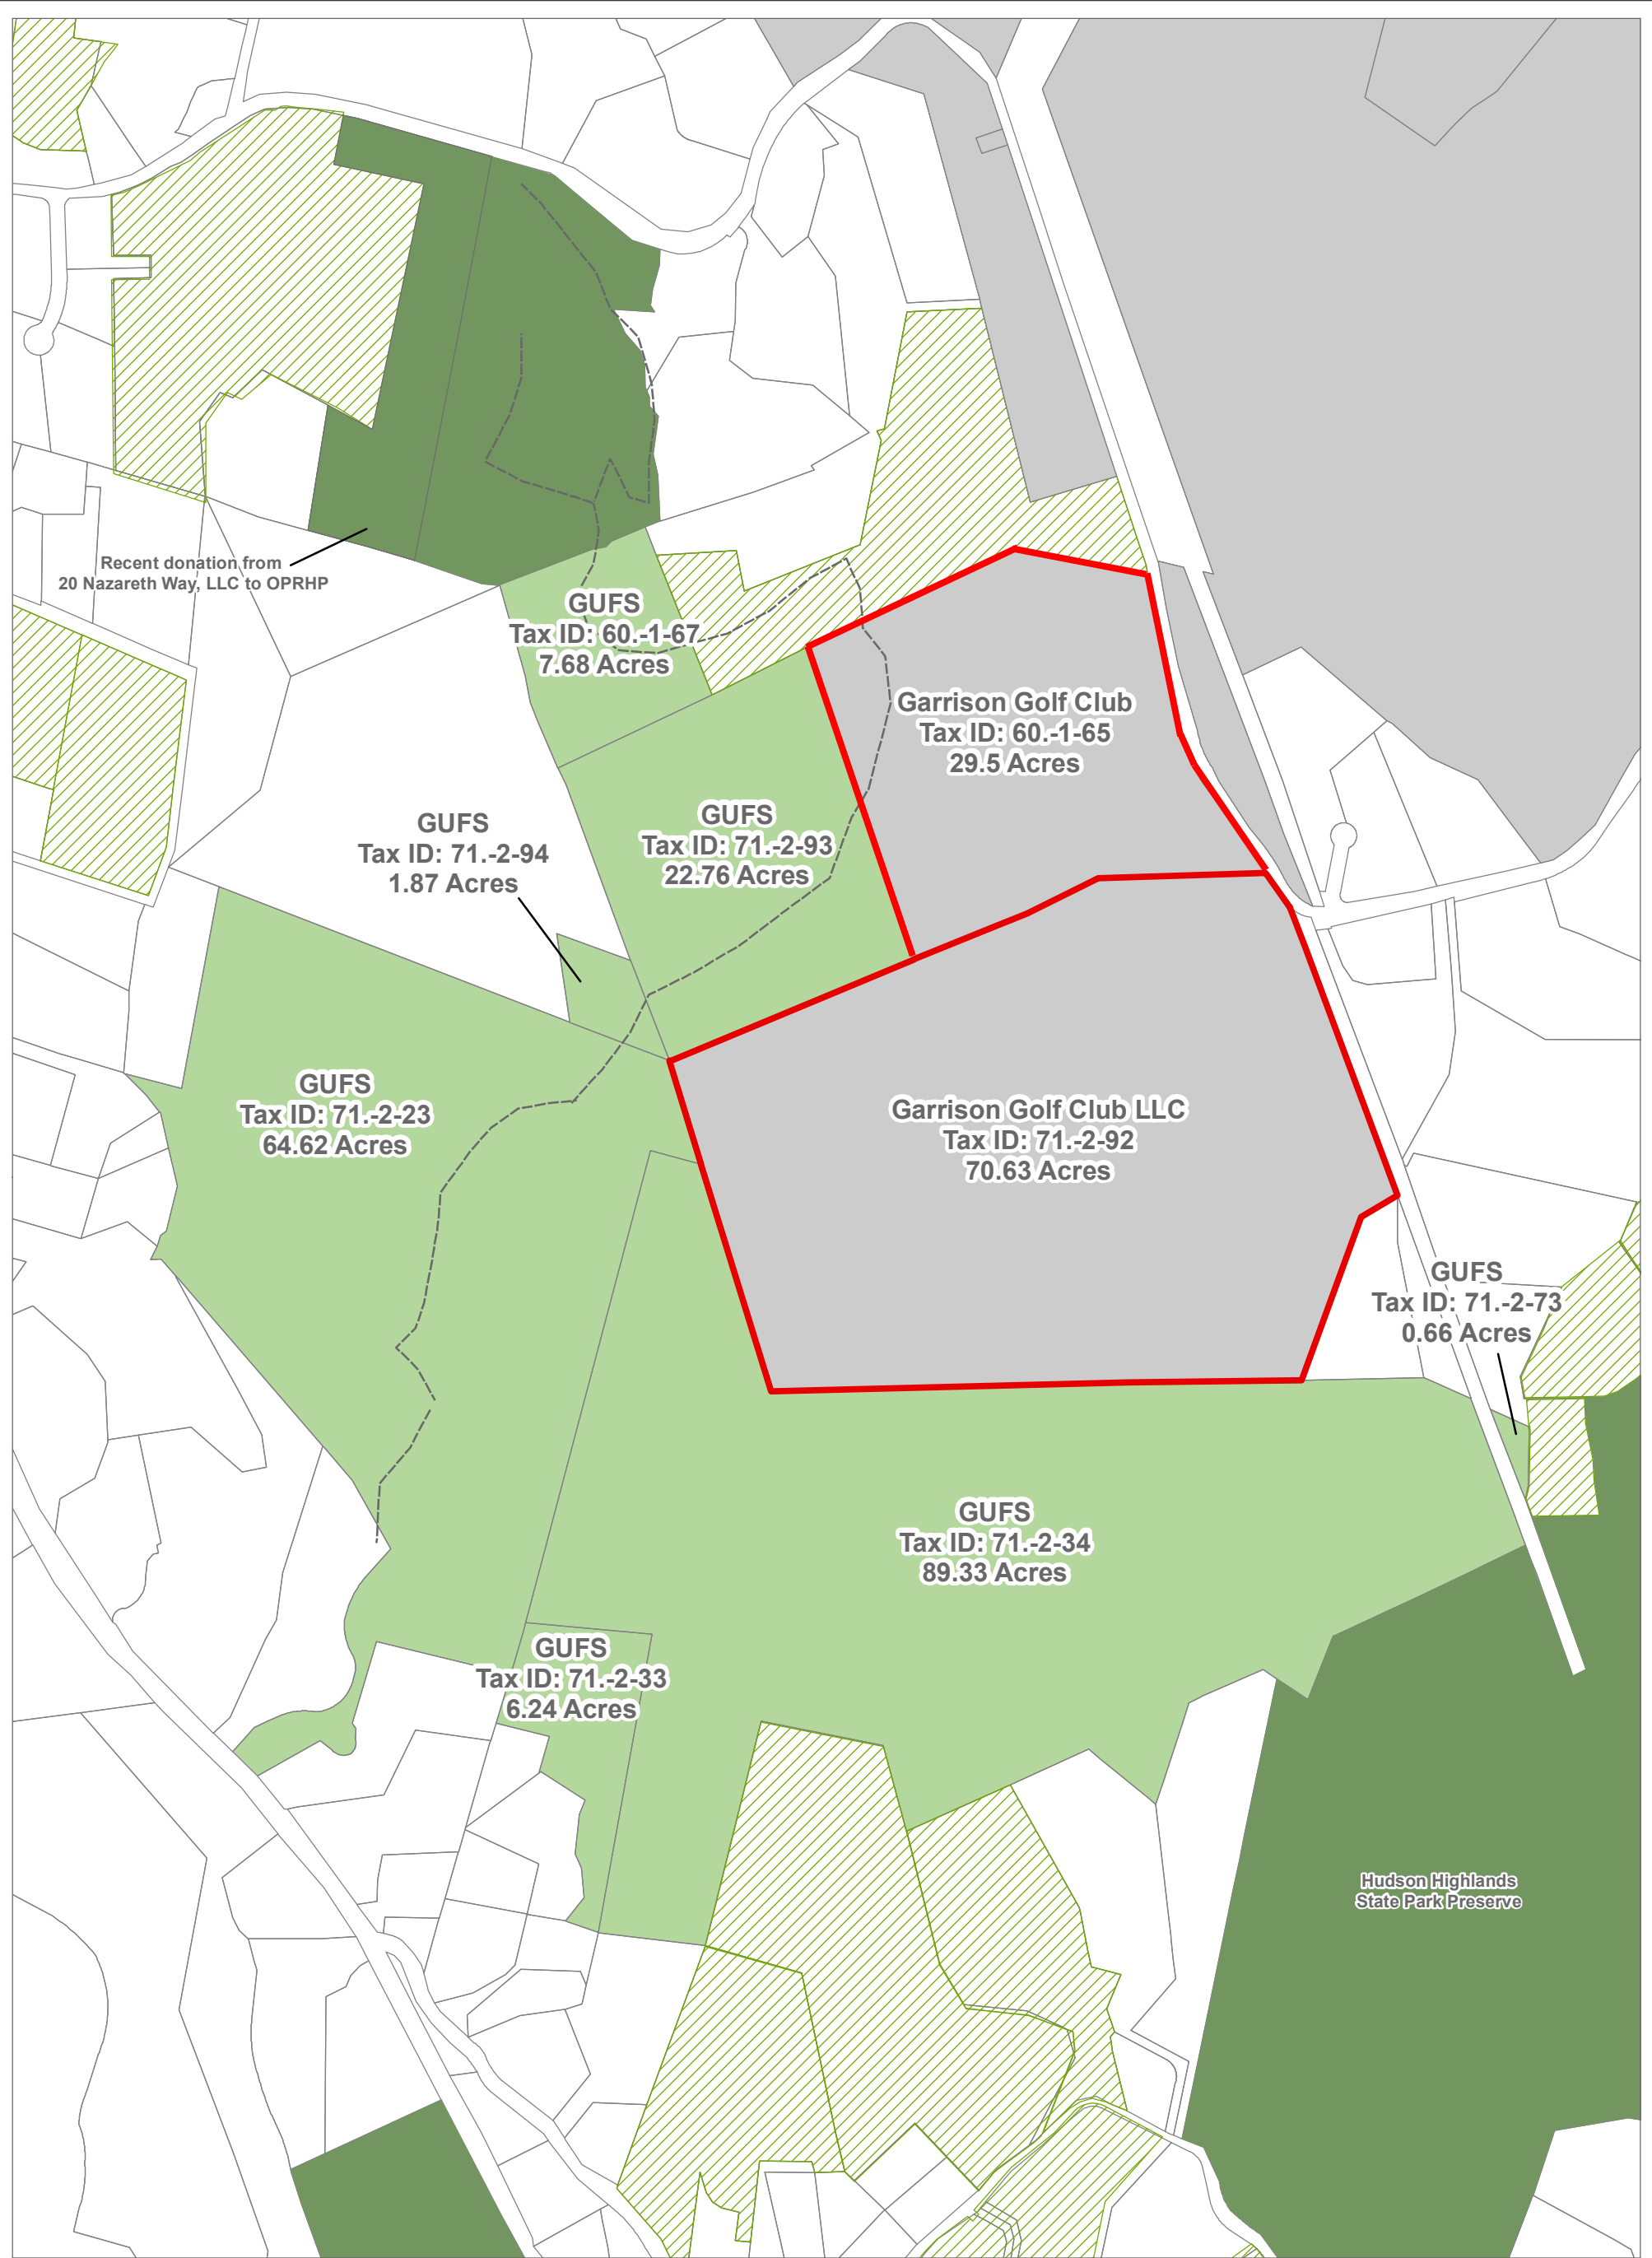 Recent donation from
20 Nazareth Way, LLC to OPRHP
GUFS
Tax ID: 60.-1-67
7.68 Acres
Garrison Golf Club
Tax ID: 60.-1-65
29.5 Acres
GUFS
Tax ID: 71.-2-94
1.87 Acres
GUFS
Tax ID: 71.-2-93
22.76 Acres
GUFS
Tax ID: 71.-2-23
64.62 Acres
Garrison Golf Club LLC
Tax ID: 71.-2-92
70.63 Acres
GUFS
Tax ID: 71.-2-73
0.66 Acres
GUFS
Tax ID: 71.-2-34
89.33 Acres
GUFS
Tax ID: 71.-2-33
6.24 Acres
Hudson Highlands
State Park Preserve